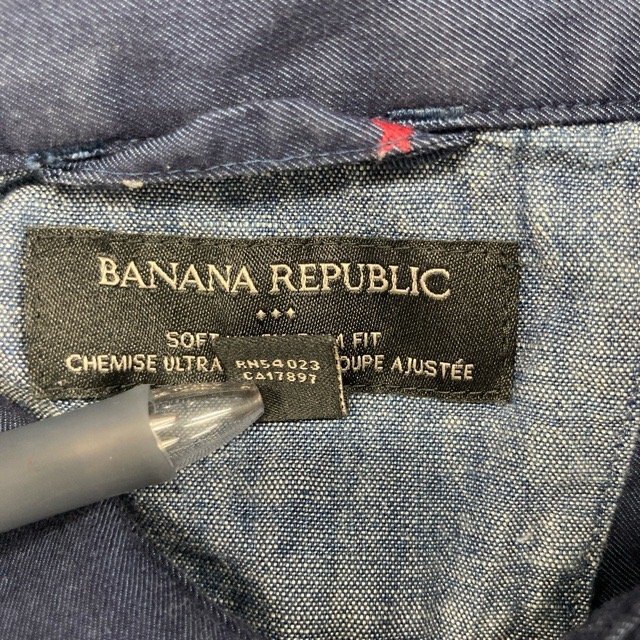 BANANA REPUBLIC
SOFT FIT
CHEMISE ULTRA OUPE AJUSTÉE
RN54023
CA17897